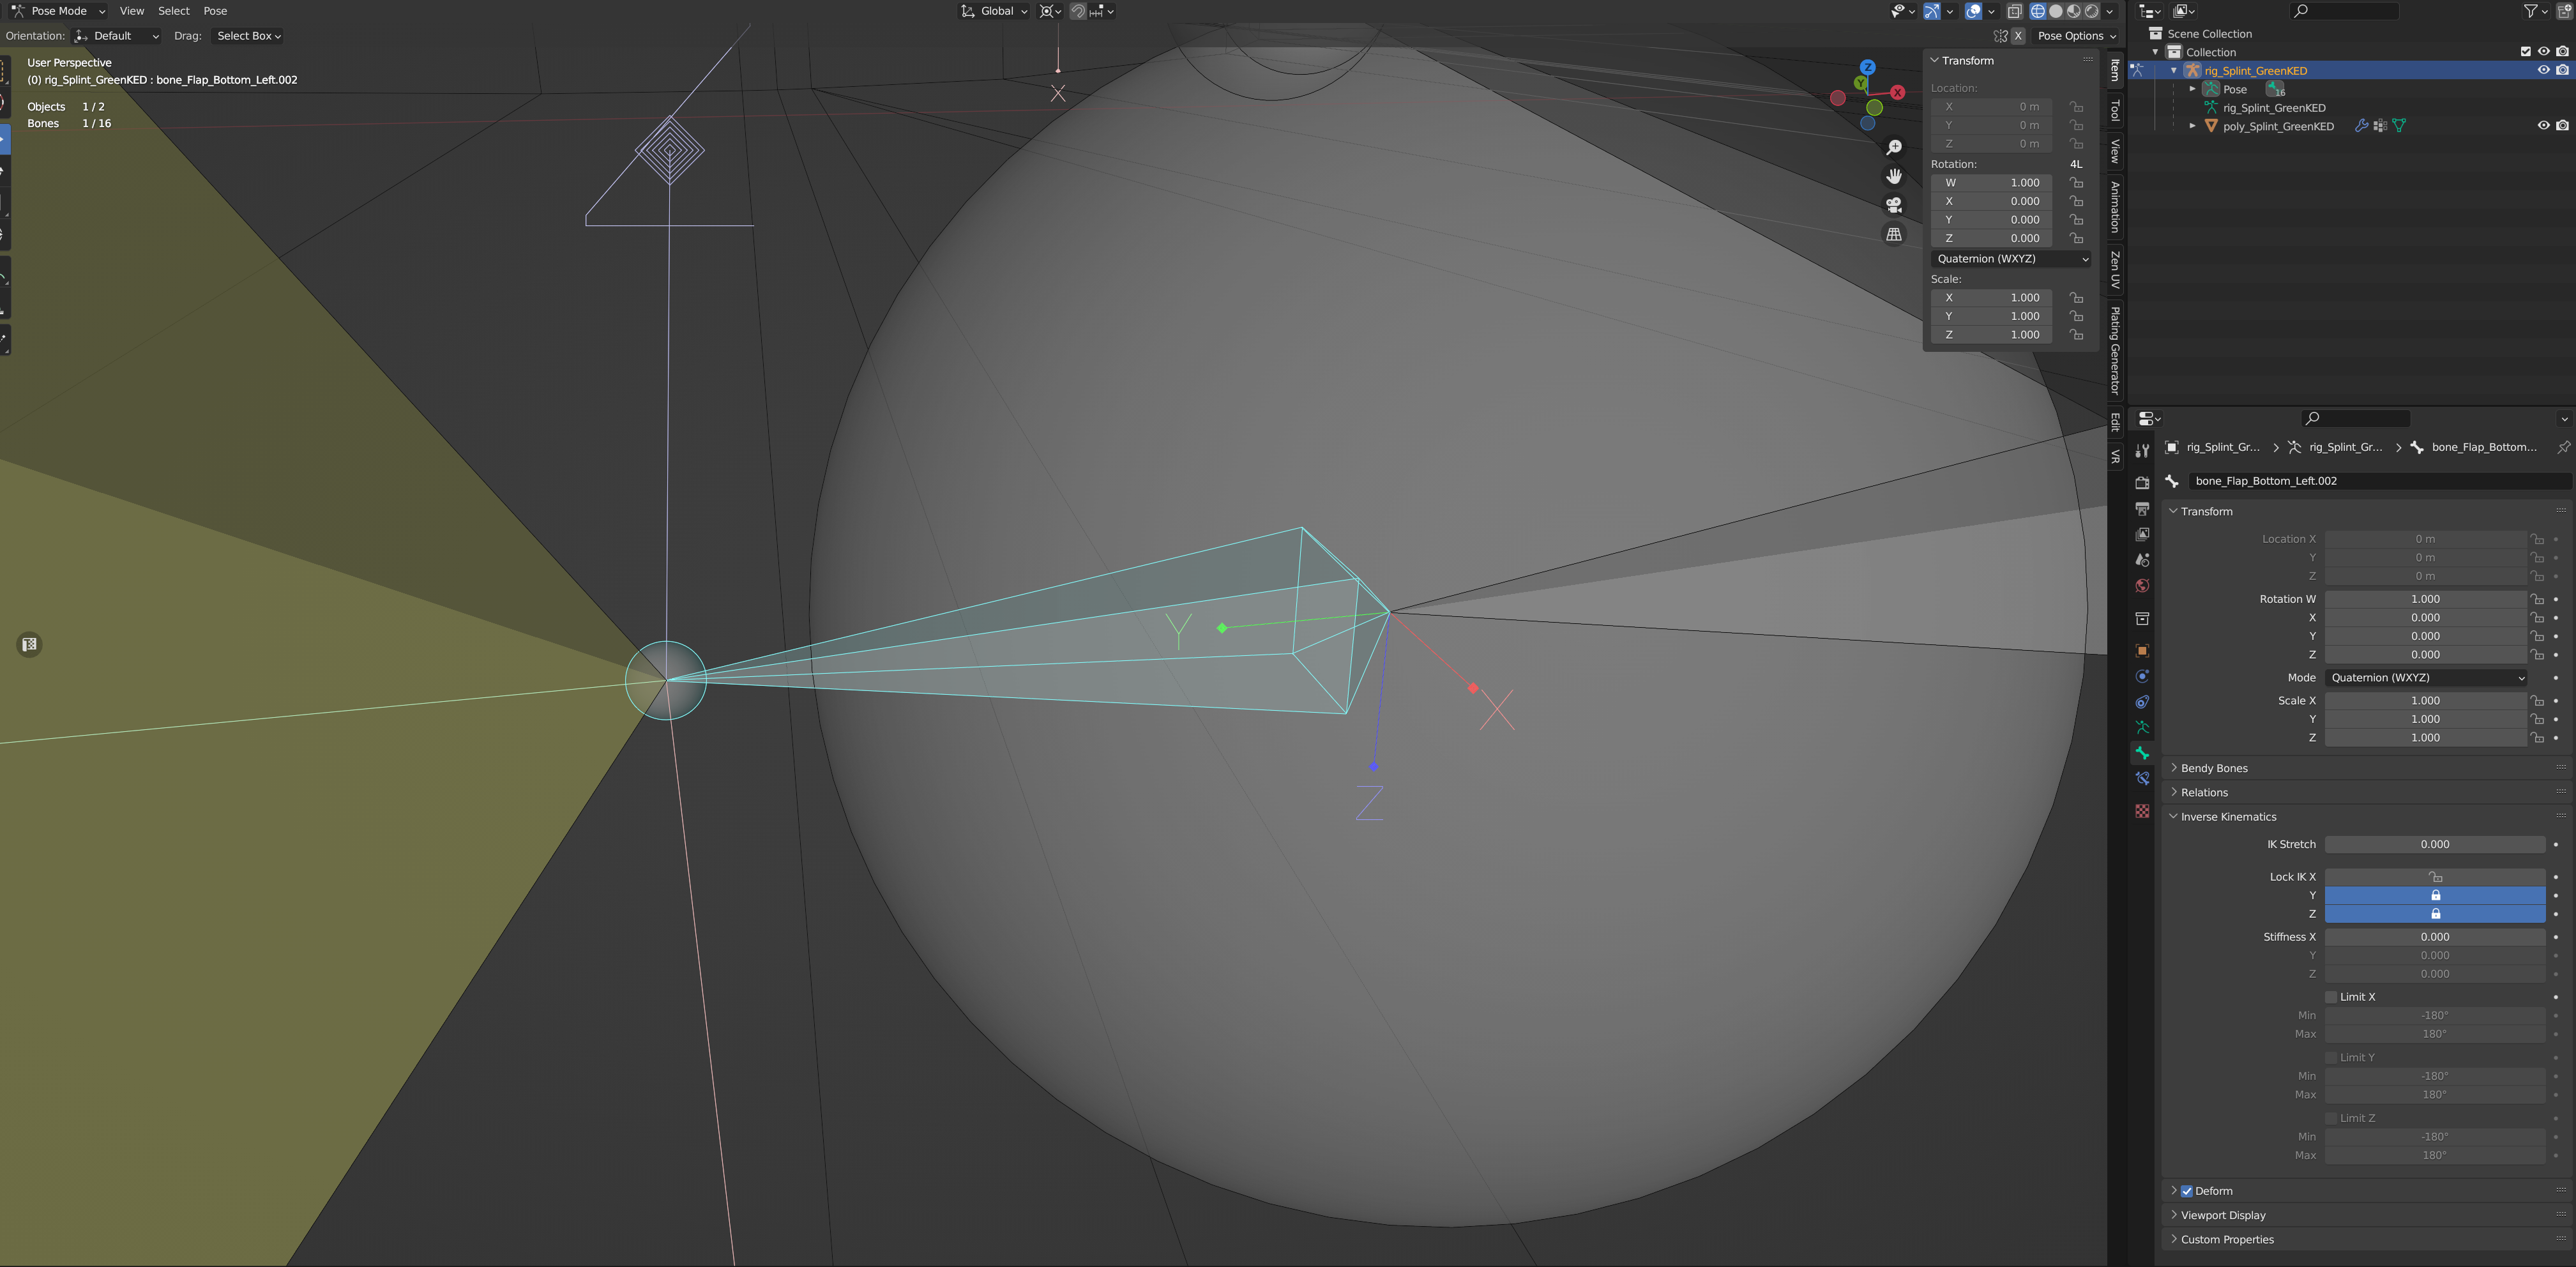 Pose Mode View Select Pose Global
Orientation: Default Drag: Select Box X Pose Options
User Perspective
(0) rig_Splint_GreenKED : bone_Flap_Bottom_Left.002
Objects 1 / 2
Bones 1 / 16
X
Y
X
Z
Z
Y
X
Transform
Location:
X 0 m
Y 0 m
Z 0 m
Rotation: 4L
W 1.000
X 0.000
Y 0.000
Z 0.000
Quaternion (WXYZ)
Scale:
X 1.000
Y 1.000
Z 1.000
Item
Tool
View
Animation
Zen UV
Plating Generator
Edit
VR
Scene Collection
Collection
rig_Splint_GreenKED
Pose 16
rig_Splint_GreenKED
poly_Splint_GreenKED
rig_Splint_Gr... rig_Splint_Gr... bone_Flap_Bottom...
bone_Flap_Bottom_Left.002
Transform
Location X 0 m
Y 0 m
Z 0 m
Rotation W 1.000
X 0.000
Y 0.000
Z 0.000
Mode Quaternion (WXYZ)
Scale X 1.000
Y 1.000
Z 1.000
Bendy Bones
Relations
Inverse Kinematics
IK Stretch 0.000
Lock IK X
Y
Z
Stiffness X 0.000
Y 0.000
Z 0.000
Limit X
Min -180°
Max 180°
Limit Y
Min -180°
Max 180°
Limit Z
Min -180°
Max 180°
Deform
Viewport Display
Custom Properties